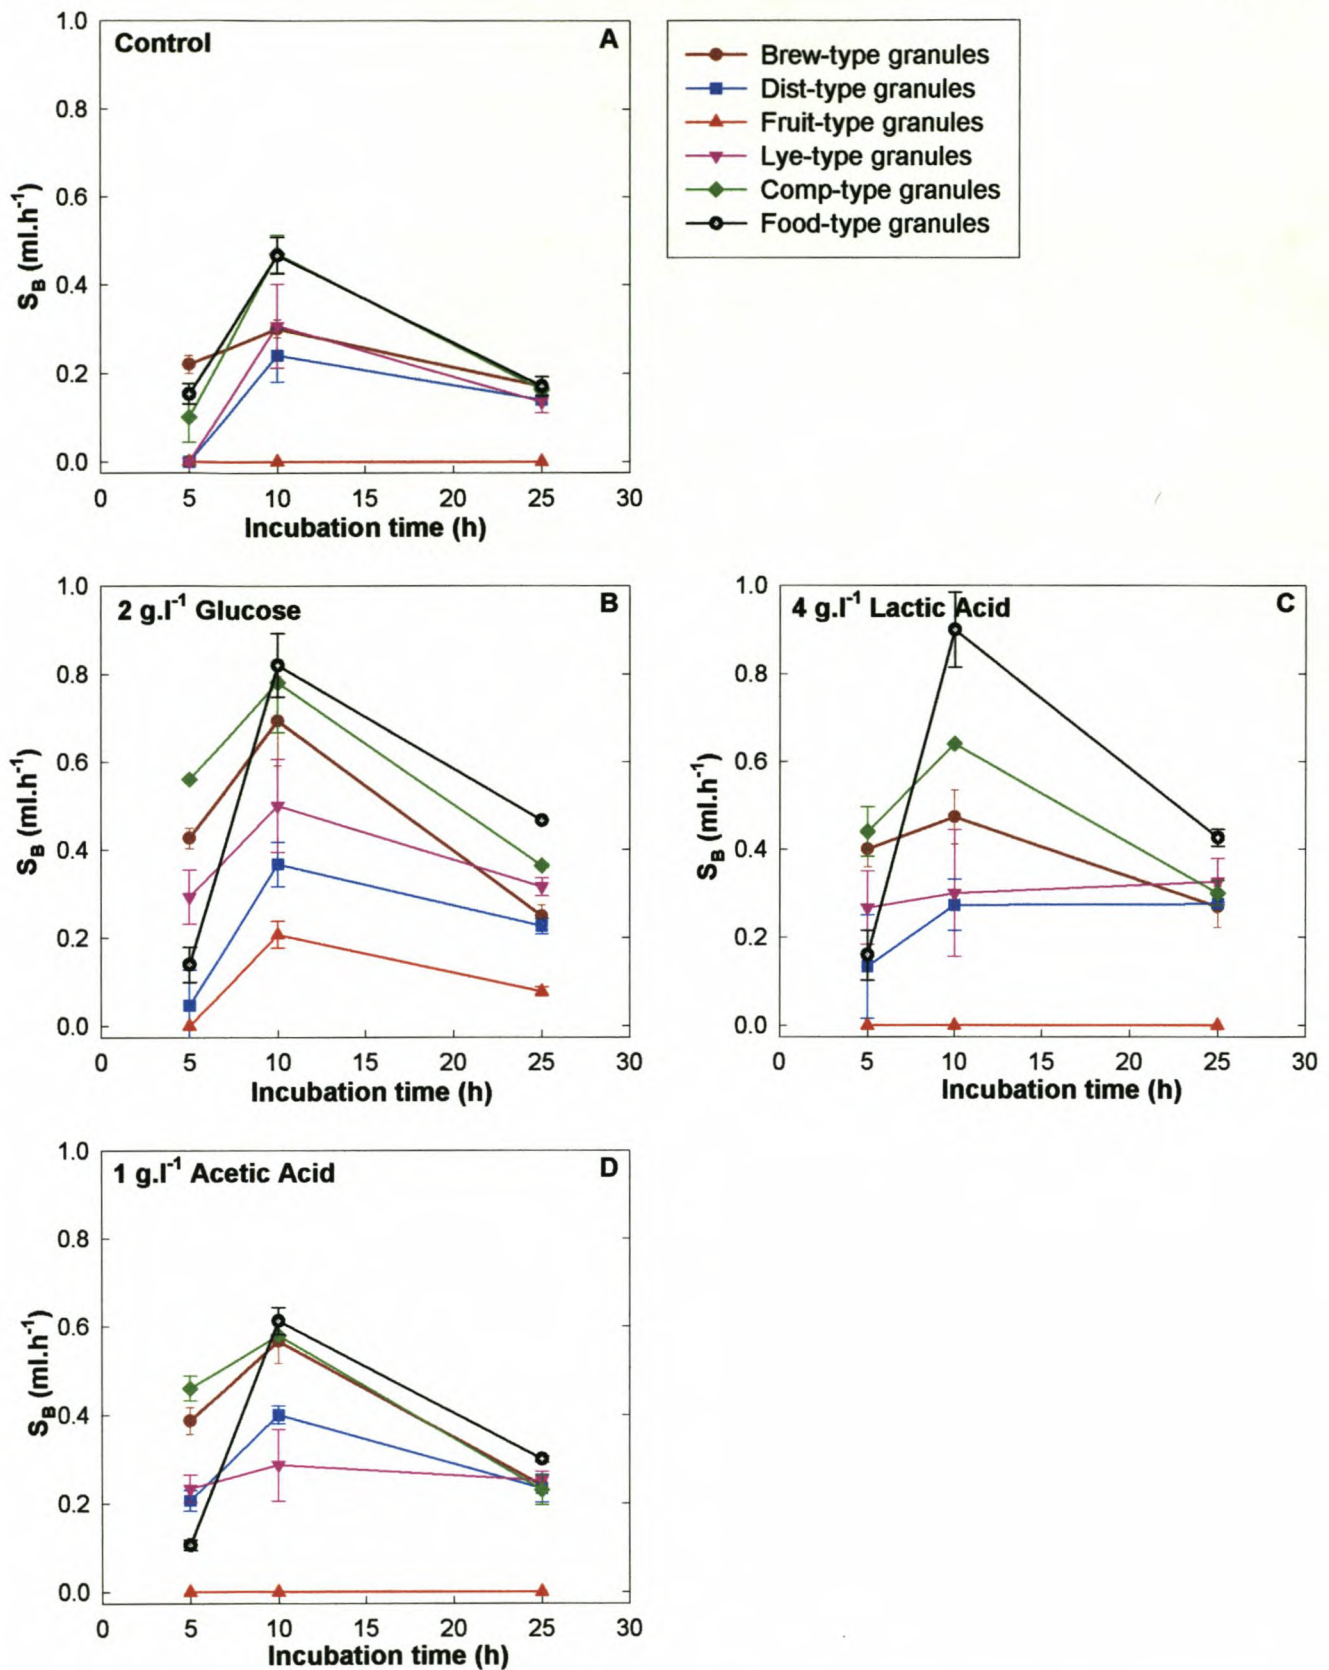 Control
A
1.0
0.8
0.6
0.4
0.2
0.0
S_B (ml.h⁻¹)
0 5 10 15 20 25 30
Incubation time (h)
Brew-type granules
Dist-type granules
Fruit-type granules
Lye-type granules
Comp-type granules
Food-type granules
2 g.l⁻¹ Glucose
B
1.0
0.8
0.6
0.4
0.2
0.0
S_B (ml.h⁻¹)
0 5 10 15 20 25 30
Incubation time (h)
4 g.l⁻¹ Lactic Acid
C
1.0
0.8
0.6
0.4
0.2
0.0
S_B (ml.h⁻¹)
0 5 10 15 20 25 30
Incubation time (h)
1 g.l⁻¹ Acetic Acid
D
1.0
0.8
0.6
0.4
0.2
0.0
S_B (ml.h⁻¹)
0 5 10 15 20 25 30
Incubation time (h)